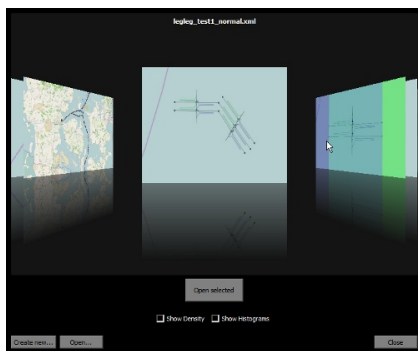 legleg_test1_normal.xml
Open selected
Show Density Show Histograms
Create new... Open... Close